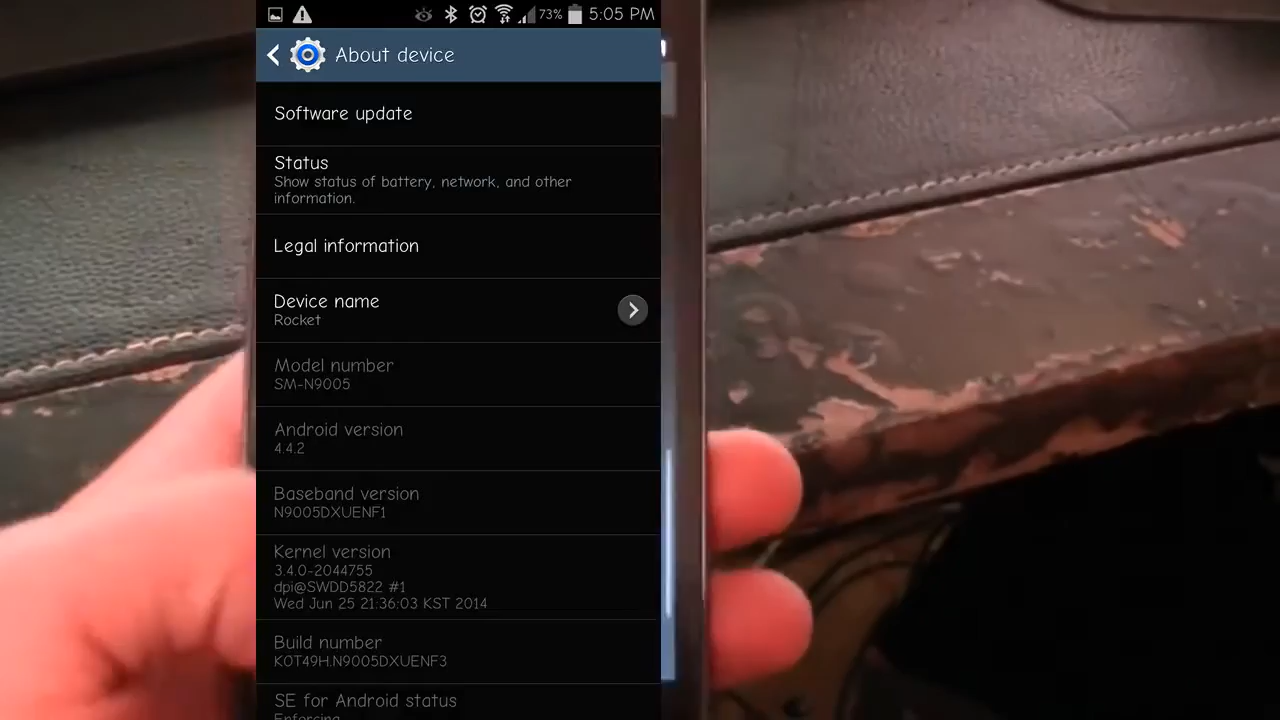 73% 5:05 PM
About device
Software update
Status
Show status of battery, network, and other
information.
Legal information
Device name
Rocket
Model number
SM-N9005
Android version
4.4.2
Baseband version
N9005DXUENF1
Kernel version
3.4.0-2044755
dpi@SWDD5822 #1
Wed Jun 25 21:36:03 KST 2014
Build number
KOT49H.N9005DXUENF3
SE for Android status
Enforcing